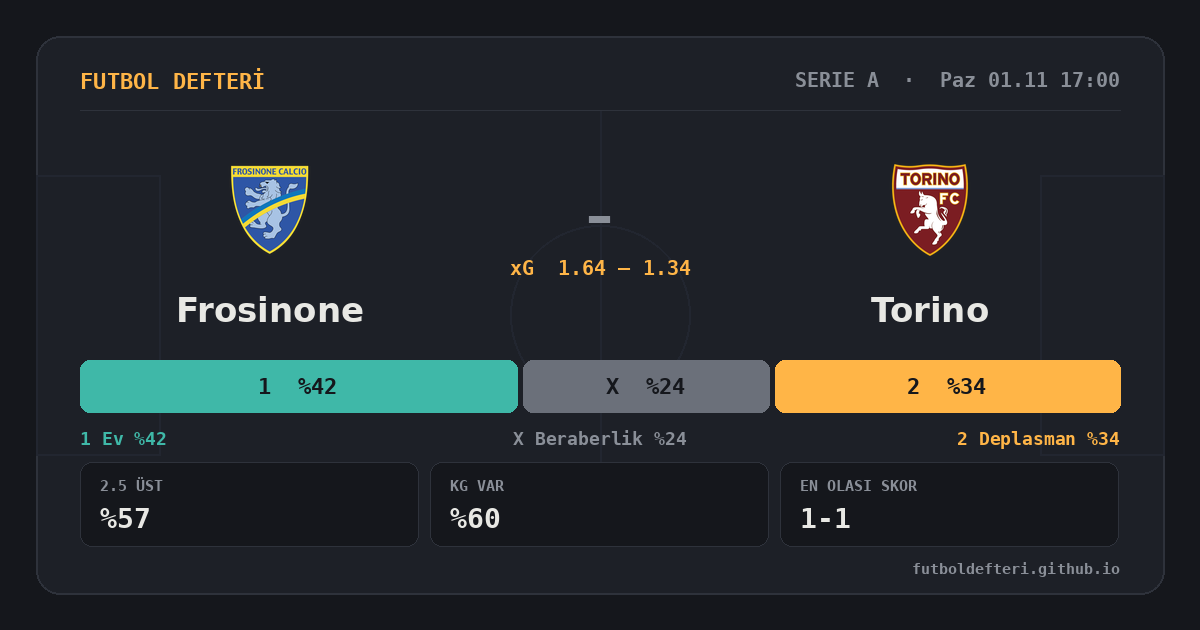 FUTBOL DEFTERİ
SERIE A · Paz 01.11 17:00
FROSINONE CALCIO
TORINO
FC
–
xG 1.64 – 1.34
Frosinone
Torino
1 %42
X %24
2 %34
1 Ev %42
X Beraberlik %24
2 Deplasman %34
2.5 ÜST
KG VAR
EN OLASI SKOR
%57
%60
1-1
futboldefteri.github.io